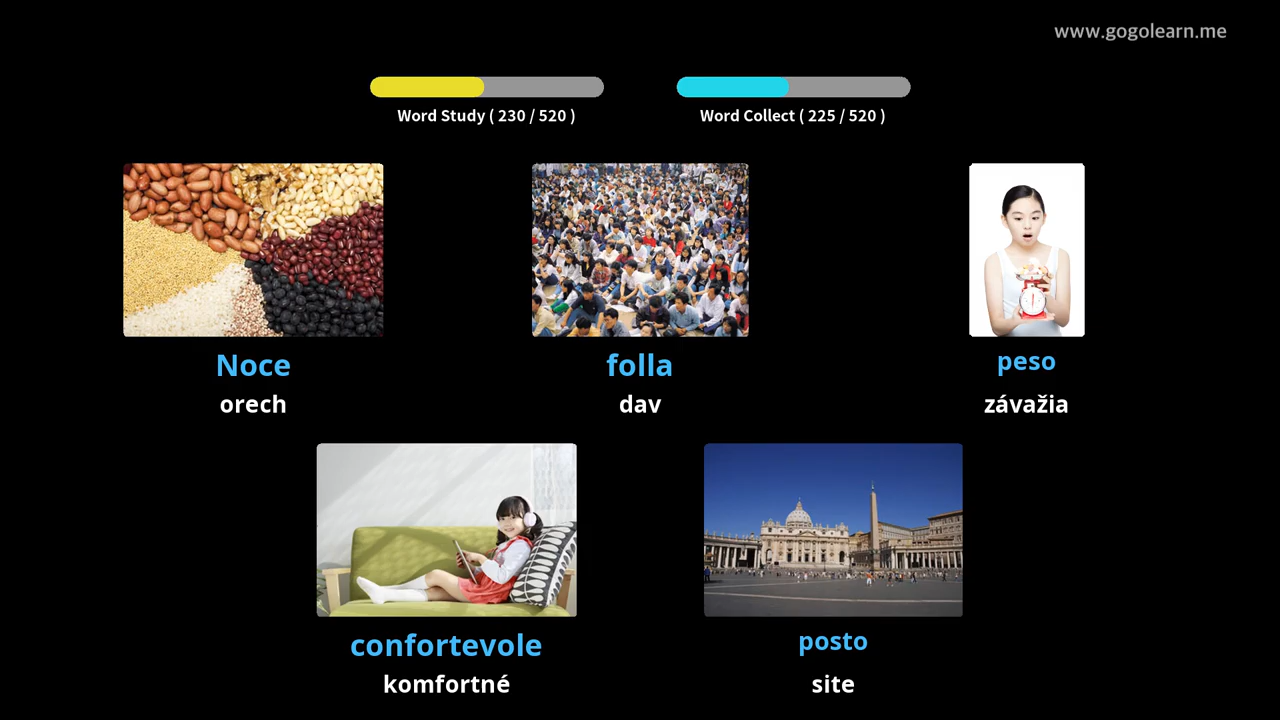 www.gogolearn.me
Word Study ( 230 / 520 )
Word Collect ( 225 / 520 )
Noce
orech
folla
dav
peso
závažia
confortevole
komfortné
posto
site